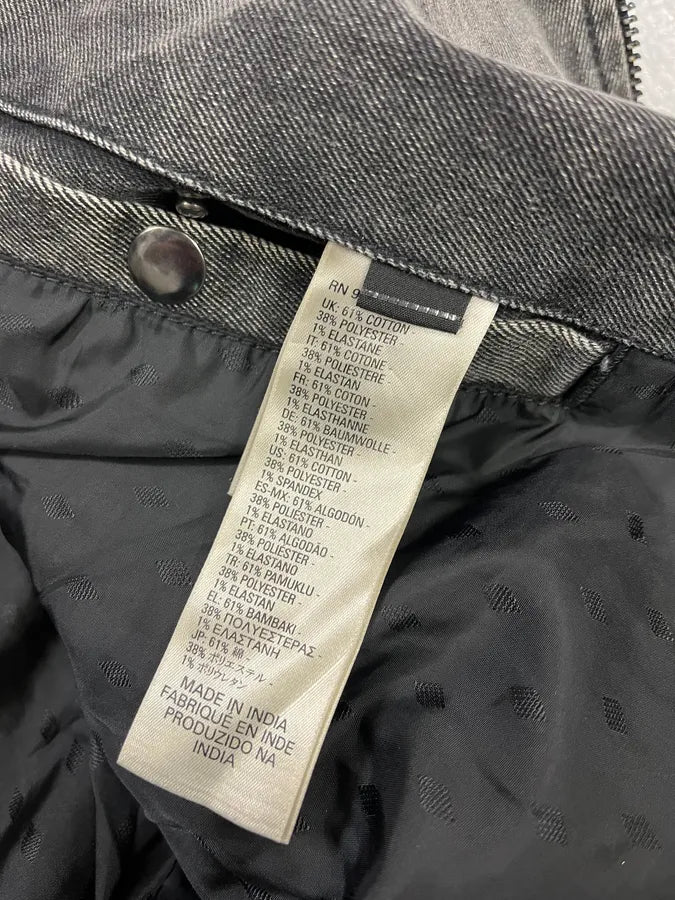 RN 9
UK: 61% COTTON
38% POLYESTER -
1% ELASTANE
IT: 61% COTONE -
38% POLIESTERE -
1% ELASTAN
FR: 61% COTON -
38% POLYESTER -
1% ELASTHANNE
DE: 61% BAUMWOLLE -
38% POLYESTER -
1% ELASTHAN
US: 61% COTTON -
38% POLYESTER -
1% SPANDEX
ES-MX: 61% ALGODÓN -
38% POLIESTER -
1% ELASTANO
PT: 61% ALGODÃO -
38% POLIESTER -
1% ELASTANO
TR: 61% PAMUKLU -
38% POLYESTER -
1% ELASTAN
EL: 61% ΒΑΜΒΑΚΙ -
38% ΠΟΛΥΕΣΤΕΡΑΣ -
1% ΕΛΑΣΤΑΝΗ
JP: 61% 綿 -
38% ポリエステル -
1% ポリウレタン
MADE IN INDIA
FABRIQUÉ EN INDE
PRODUZIDO NA
INDIA